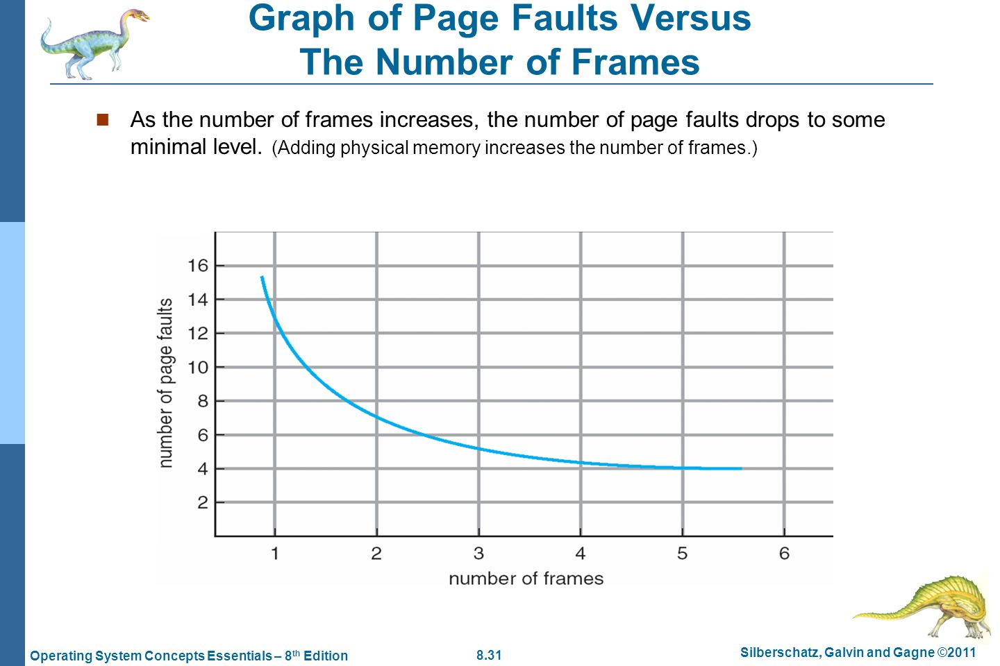 Graph of Page Faults Versus
The Number of Frames
As the number of frames increases, the number of page faults drops to some
minimal level. (Adding physical memory increases the number of frames.)
number of page faults
16
14
12
10
8
6
4
2
1 2 3 4 5 6
number of frames
Operating System Concepts Essentials – 8th Edition
8.31
Silberschatz, Galvin and Gagne ©2011